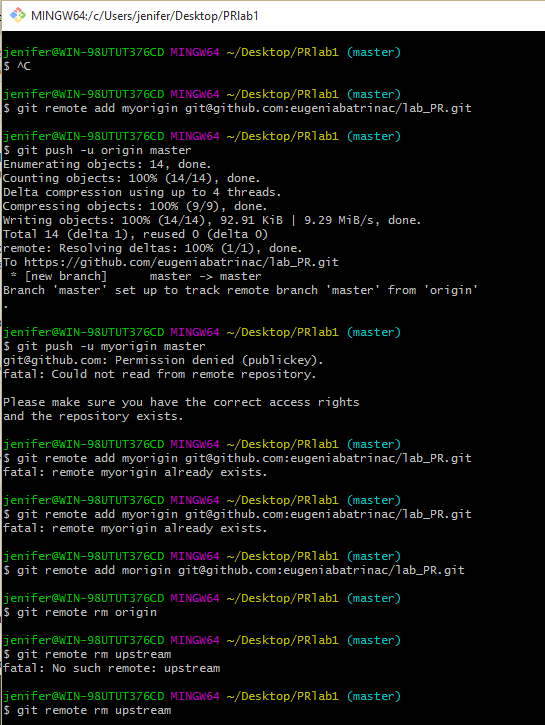 MINGW64:/c/Users/jenifer/Desktop/PRlab1
jenifer@WIN-98UTUT376CD MINGW64 ~/Desktop/PRlab1 (master)
$ ^C
jenifer@WIN-98UTUT376CD MINGW64 ~/Desktop/PRlab1 (master)
$ git remote add myorigin git@github.com:eugeniabatrinac/lab_PR.git
jenifer@WIN-98UTUT376CD MINGW64 ~/Desktop/PRlab1 (master)
$ git push -u origin master
Enumerating objects: 14, done.
Counting objects: 100% (14/14), done.
Delta compression using up to 4 threads.
Compressing objects: 100% (9/9), done.
Writing objects: 100% (14/14), 92.91 KiB | 9.29 MiB/s, done.
Total 14 (delta 1), reused 0 (delta 0)
remote: Resolving deltas: 100% (1/1), done.
To https://github.com/eugeniabatrinac/lab_PR.git
 * [new branch]      master -> master
Branch 'master' set up to track remote branch 'master' from 'origin'
.
jenifer@WIN-98UTUT376CD MINGW64 ~/Desktop/PRlab1 (master)
$ git push -u myorigin master
git@github.com: Permission denied (publickey).
fatal: Could not read from remote repository.
Please make sure you have the correct access rights
and the repository exists.
jenifer@WIN-98UTUT376CD MINGW64 ~/Desktop/PRlab1 (master)
$ git remote add myorigin git@github.com:eugeniabatrinac/lab_PR.git
fatal: remote myorigin already exists.
jenifer@WIN-98UTUT376CD MINGW64 ~/Desktop/PRlab1 (master)
$ git remote add myorigin git@github.com:eugeniabatrinac/lab_PR.git
fatal: remote myorigin already exists.
jenifer@WIN-98UTUT376CD MINGW64 ~/Desktop/PRlab1 (master)
$ git remote add morigin git@github.com:eugeniabatrinac/lab_PR.git
jenifer@WIN-98UTUT376CD MINGW64 ~/Desktop/PRlab1 (master)
$ git remote rm origin
jenifer@WIN-98UTUT376CD MINGW64 ~/Desktop/PRlab1 (master)
$ git remote rm upstream
fatal: No such remote: upstream
jenifer@WIN-98UTUT376CD MINGW64 ~/Desktop/PRlab1 (master)
$ git remote rm upstream